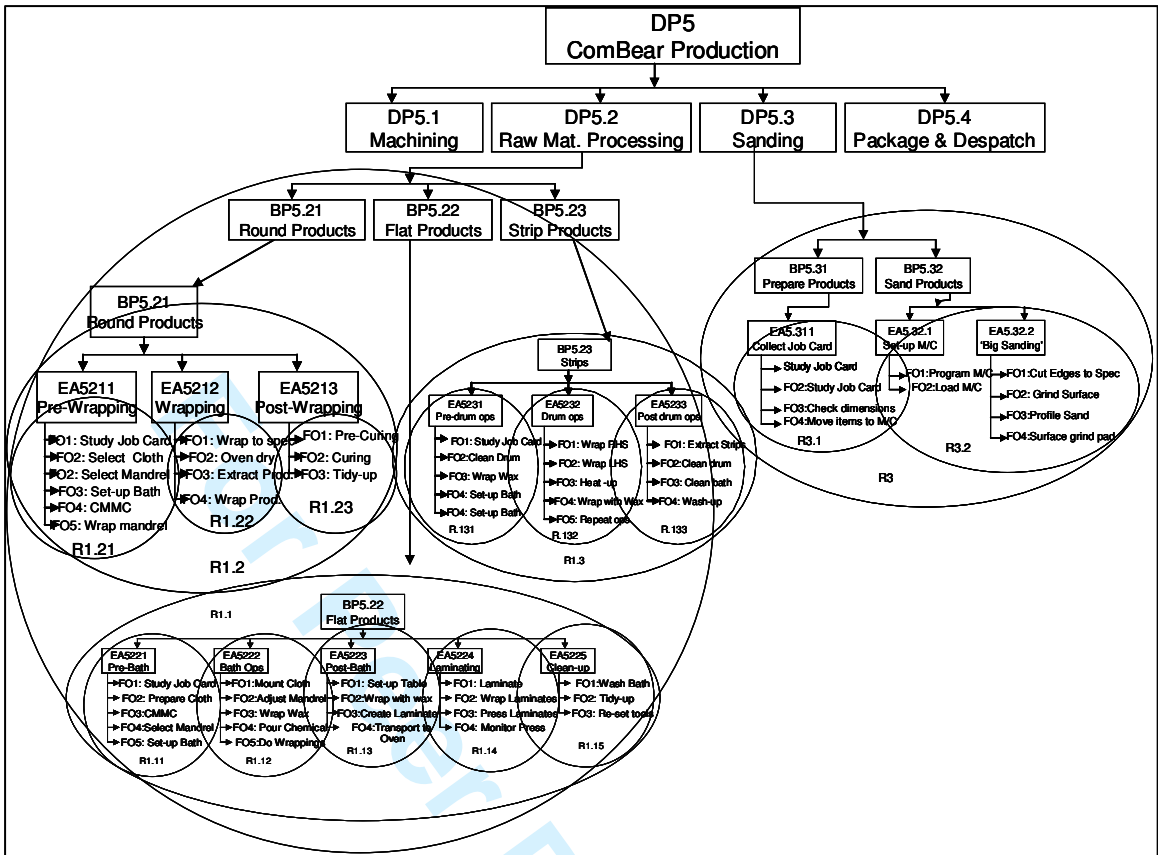 DP5
ComBear Production
DP5.1
Machining
DP5.2
Raw Mat. Processing
DP5.3
Sanding
DP5.4
Package & Despatch
BP5.21
Round Products
BP5.22
Flat Products
BP5.23
Strip Products
BP5.31
Prepare Products
BP5.32
Sand Products
EA5.311
Collect Job Card
Study Job Card
FO2:Study Job Card
FO3:Check dimensions
FO4:Move items to M/C
R3.1
EA5.32.1
Set-up M/C
FO1:Program M/C
FO2:Load M/C
EA5.32.2
'Big Sanding'
FO1:Cut Edges to Spec
FO2: Grind Surface
FO3:Profile Sand
FO4:Surface grind pad
R3.2
R3
BP5.21
Round Products
EA5211
Pre-Wrapping
FO1: Study Job Card
FO2: Select Cloth
FO2: Select Mandrel
FO3: Set-up Bath
FO4: CMMC
FO5: Wrap mandrel
R1.21
EA5212
Wrapping
FO1: Wrap to spec
FO2: Oven dry
FO3: Extract Prod.
FO4: Wrap Prod.
R1.22
EA5213
Post-Wrapping
FO1: Pre-Curing
FO2: Curing
FO3: Tidy-up
R1.23
R1.2
BP5.23
Strips
EA5231
Pre-drum ops
FO1: Study Job Card
FO2:Clean Drum
FO3: Wrap Wax
FO4: Set-up Bath
FO4: Set-up Bath
R.131
EA5232
Drum ops
FO1: Wrap RHS
FO2: Wrap LHS
FO3: Heat-up
FO4: Wrap with Wax
FO5: Repeat ops
R.132
EA5233
Post drum ops
FO1: Extract Strips
FO2:Clean drum
FO3: Clean bath
FO4: Wash-up
R.133
R1.3
R1.1
BP5.22
Flat Products
EA5221
Pre-Bath
FO1: Study Job Card
FO2: Prepare Cloth
FO3:CMMC
FO4:Select Mandrel
FO5: Set-up Bath
R1.11
EA5222
Bath Ops
FO1:Mount Cloth
FO2:Adjust Mandrel
FO3: Wrap Wax
FO4: Pour Chemical
FO5:Do Wrappings
R1.12
EA5223
Post-Bath
FO1: Set-up Table
FO2:Wrap with wax
FO3:Create Laminate
FO4:Transport to
Oven
R1.13
EA5224
Laminating
FO1: Laminate
FO2: Wrap Laminates
FO3: Press Laminates
FO4: Monitor Press
R1.14
EA5225
Clean-up
FO1:Wash Bath
FO2: Tidy-up
FO3: Re-set tools
R1.15
For Peer